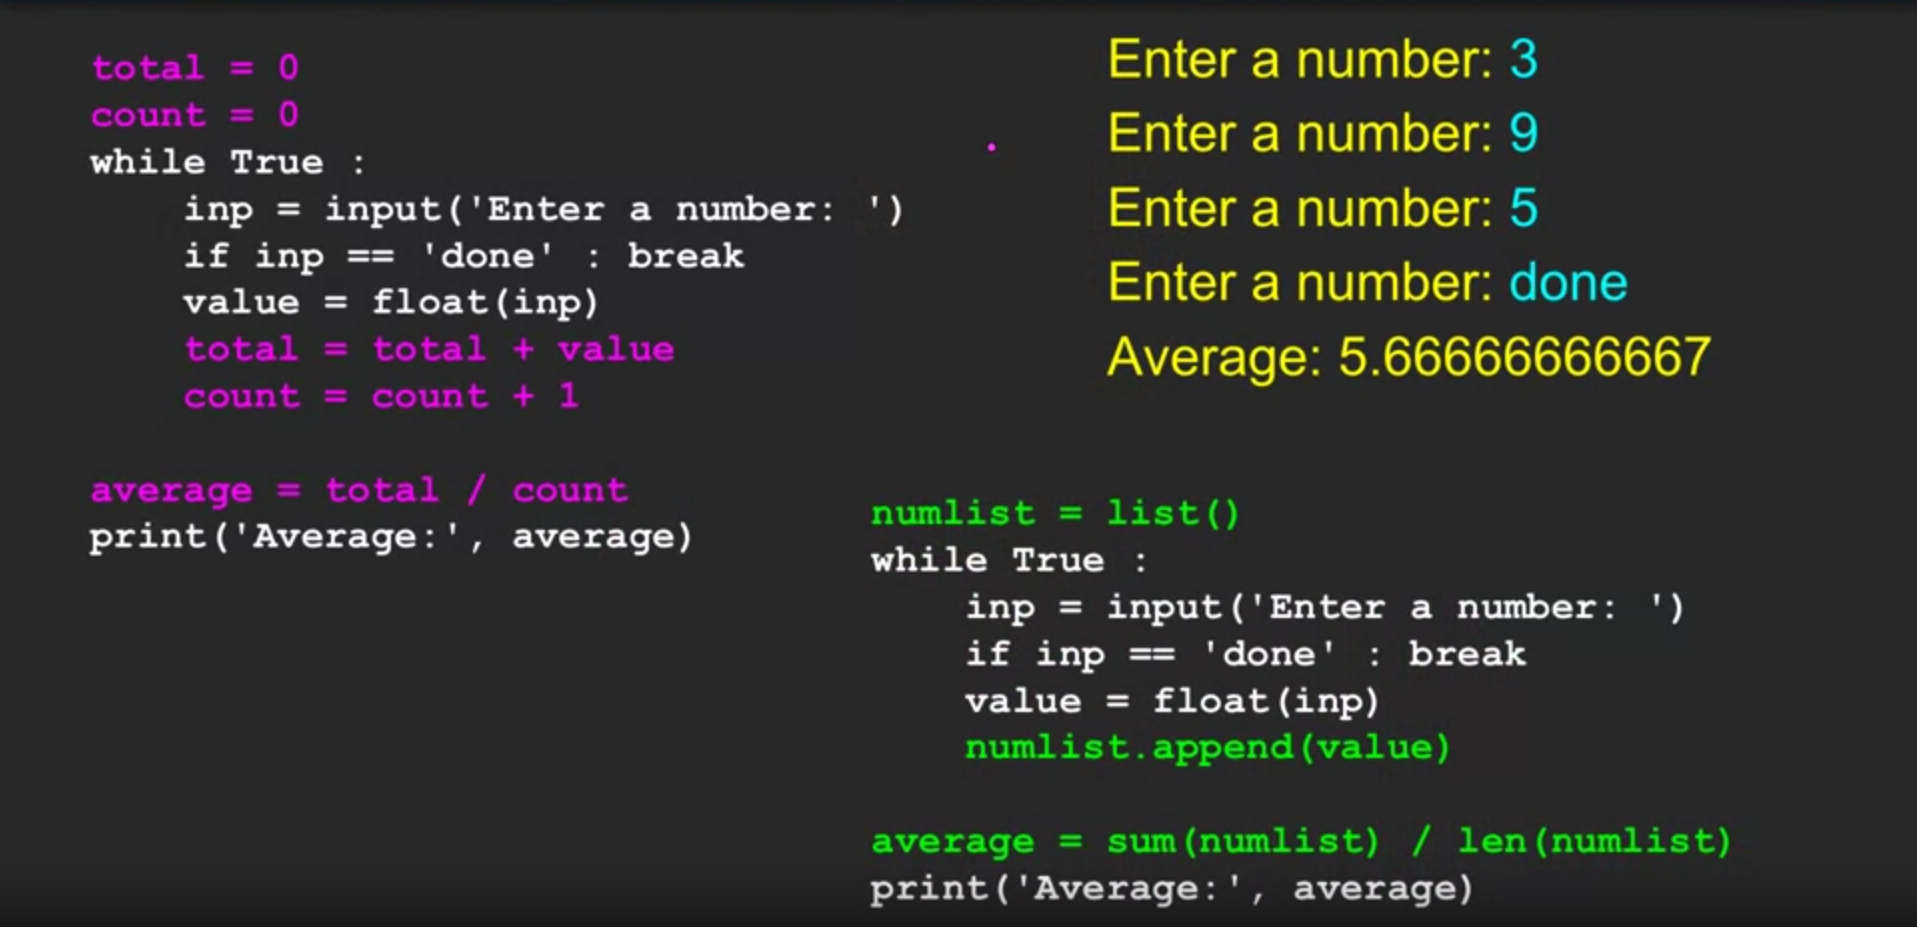 total = 0
count = 0
while True :
    inp = input('Enter a number: ')
    if inp == 'done' : break
    value = float(inp)
    total = total + value
    count = count + 1

average = total / count
print('Average:', average)
Enter a number: 3
Enter a number: 9
Enter a number: 5
Enter a number: done
Average: 5.66666666667
numlist = list()
while True :
    inp = input('Enter a number: ')
    if inp == 'done' : break
    value = float(inp)
    numlist.append(value)

average = sum(numlist) / len(numlist)
print('Average:', average)